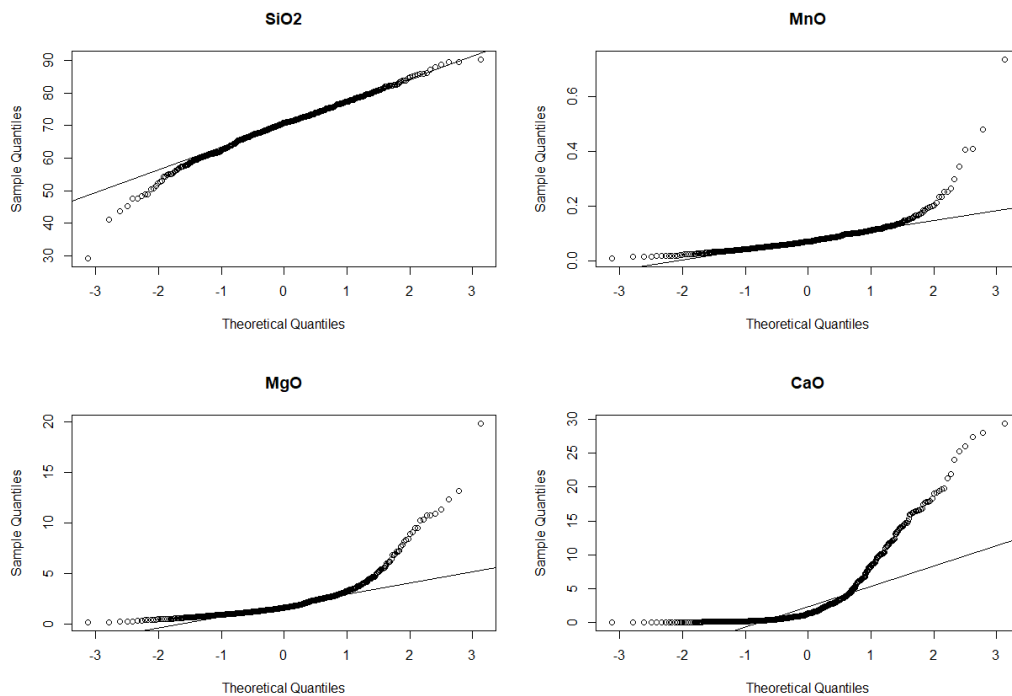 SiO2
Sample Quantiles
90
80
70
60
50
40
30
-3 -2 -1 0 1 2 3
Theoretical Quantiles
MnO
Sample Quantiles
0.6
0.4
0.2
0.0
-3 -2 -1 0 1 2 3
Theoretical Quantiles
MgO
Sample Quantiles
20
15
10
5
0
-3 -2 -1 0 1 2 3
Theoretical Quantiles
CaO
Sample Quantiles
30
25
20
15
10
5
0
-3 -2 -1 0 1 2 3
Theoretical Quantiles